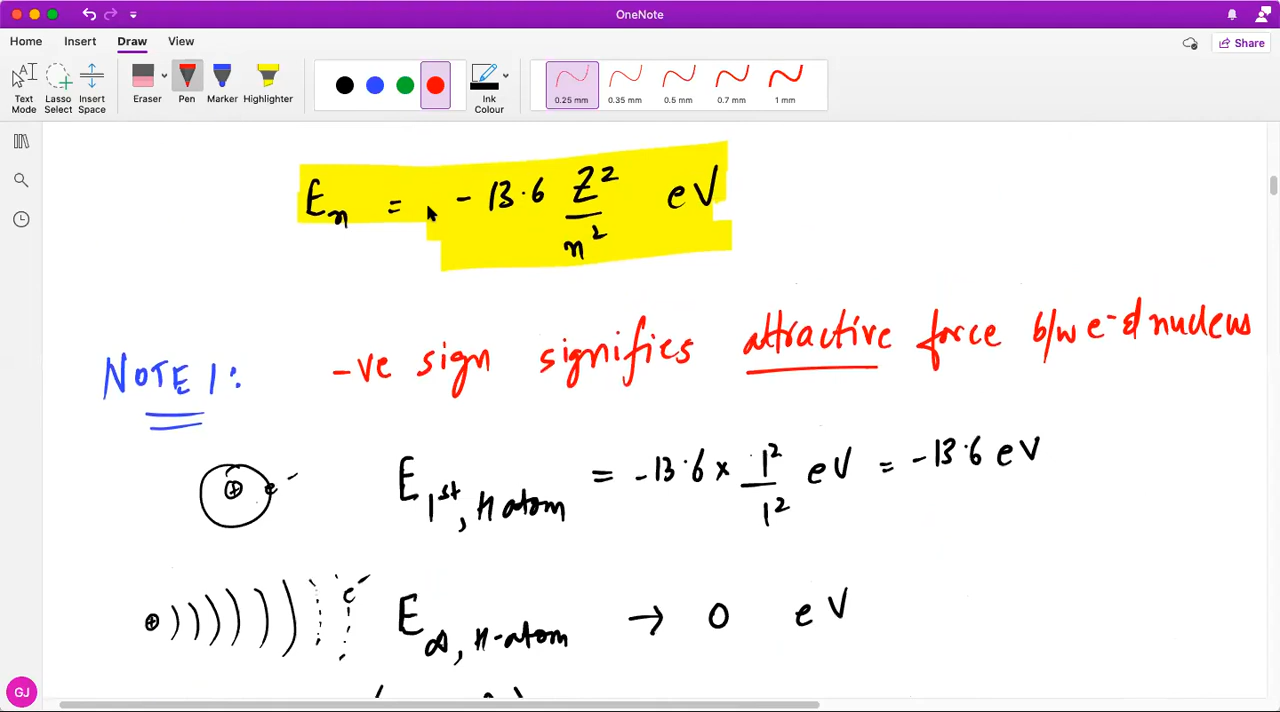 OneNote
Home Insert Draw View
Share
Text Mode
Lasso Select
Insert Space
Eraser
Pen
Marker
Highlighter
Ink Colour
0.25 mm
0.35 mm
0.5 mm
0.7 mm
1 mm
Eₙ = - 13.6 Z²/n² eV
NOTE 1: -ve sign signifies attractive force b/w e- & nucleus
E 1st, H atom = -13.6 × 1²/1² eV = -13.6 eV
+ e-
E ∞, H-atom → 0 eV
+ e-
GJ